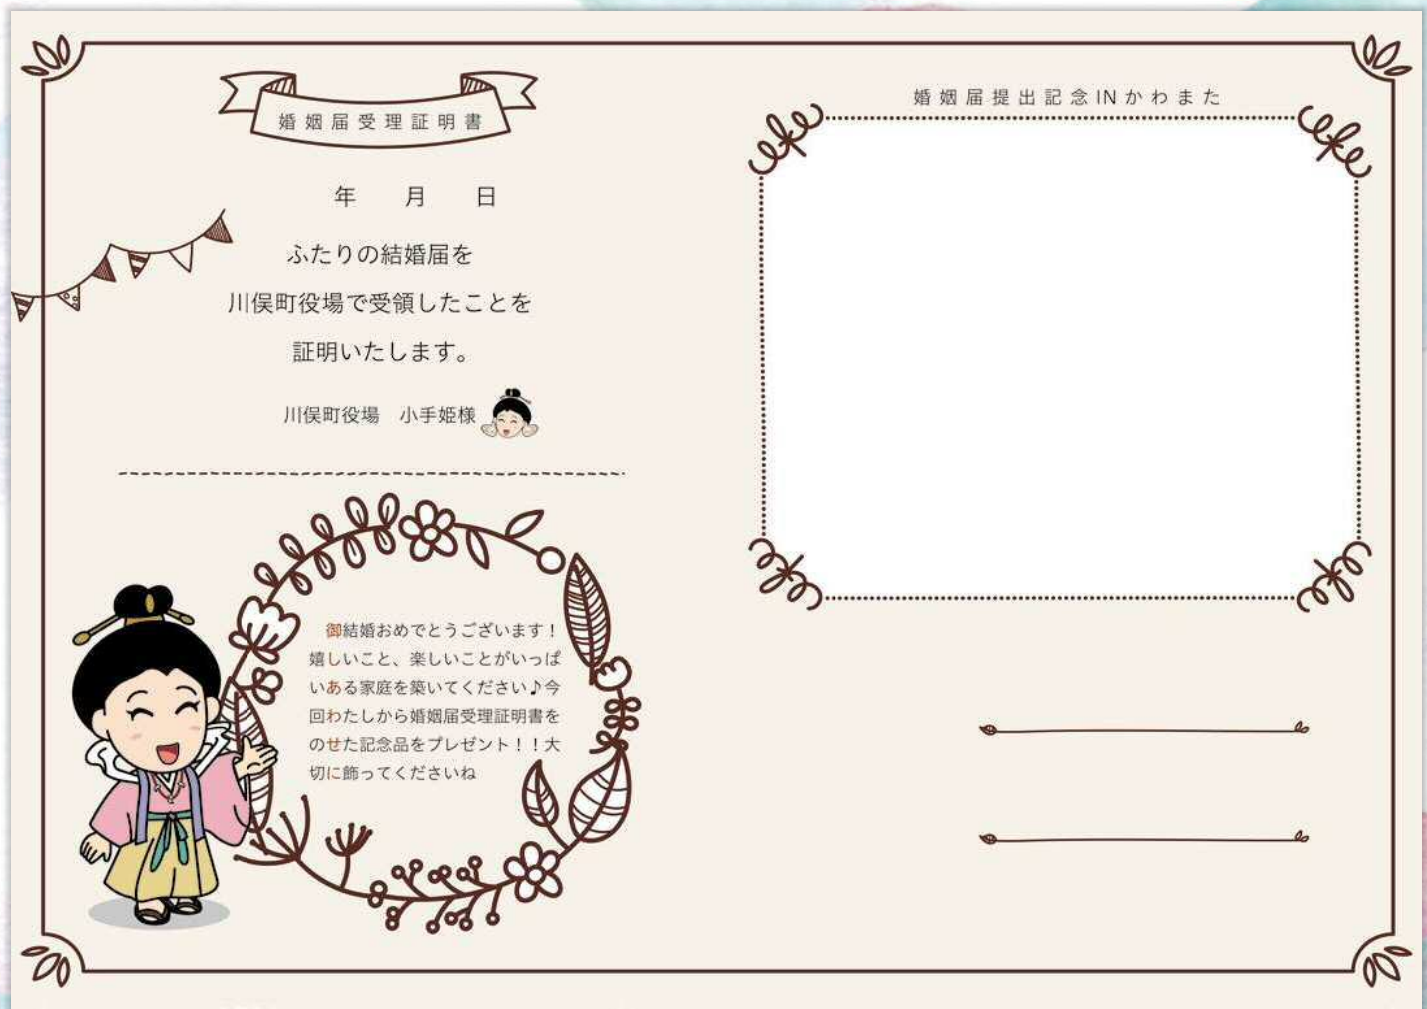 婚姻届受理証明書
年 月 日
ふたりの結婚届を
川俣町役場で受領したことを
証明いたします。
川俣町役場 小手姫様
御結婚おめでとうございます！
嬉しいこと、楽しいことがいっぱ
いある家庭を築いてください♪今
回わたしから婚姻届受理証明書を
のせた記念品をプレゼント！！大
切に飾ってくださいね
婚姻届提出記念INかわまた